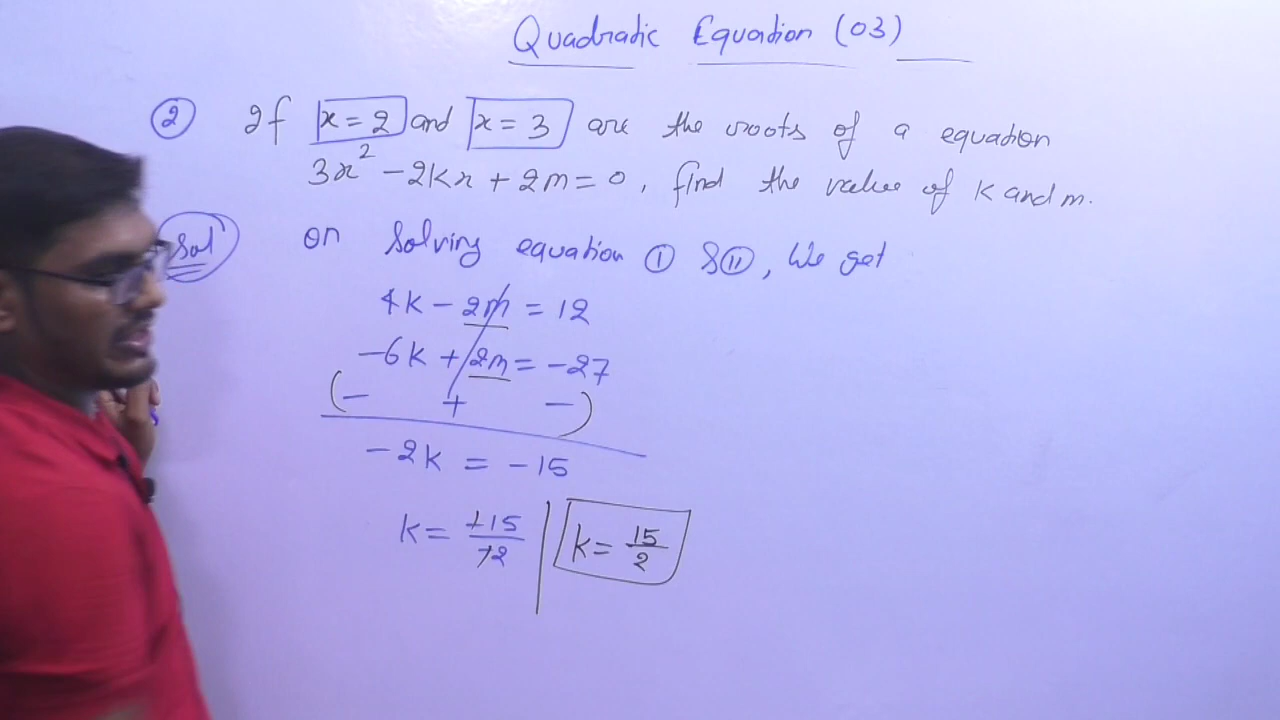 Quadratic Equation (03)
② If x = 2 and x = 3 are the roots of a equation
3x² - 2kx + 2m = 0, find the value of k and m.
Sol on solving equation ① & ⑪, We get
4k - 2m = 12
-6k + 2m = -27
(- + -)
-2k = -15
k = +15/+2 | k = 15/2